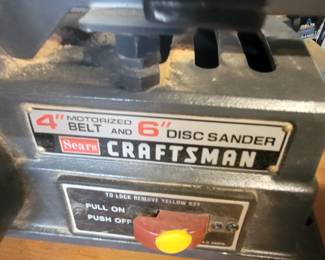 4" MOTORIZED BELT AND 6" DISC SANDER
Sears CRAFTSMAN
TO LOCK REMOVE YELLOW KEY
PULL ON
PUSH OFF